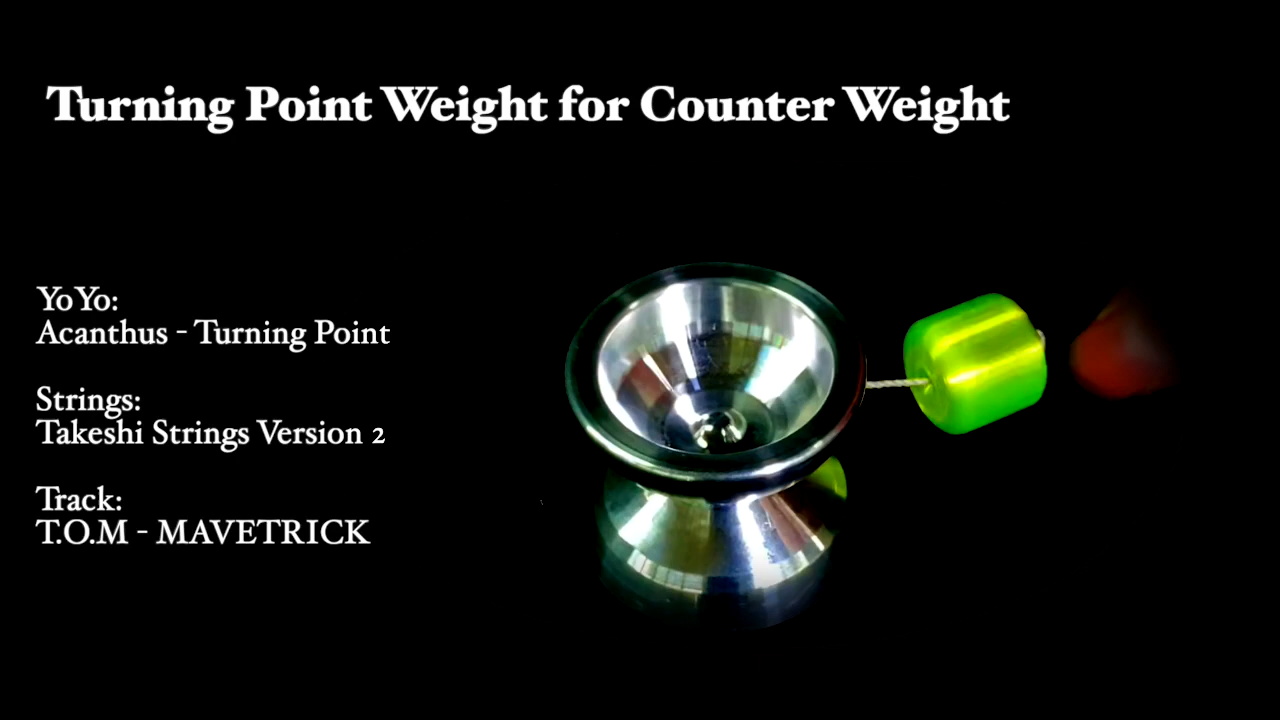 Turning Point Weight for Counter Weight
YoYo:
Acanthus - Turning Point
Strings:
Takeshi Strings Version 2
Track:
T.O.M - MAVETRICK